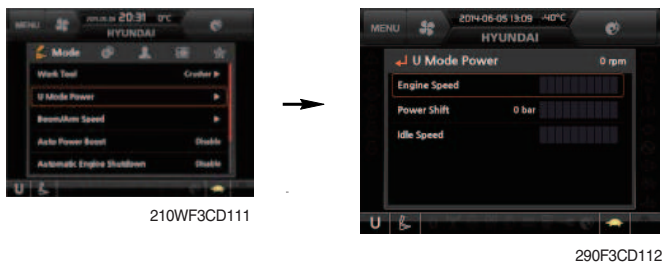 MENU 20:31 0°C
HYUNDAI
Mode
Work Tool Crusher
U Mode Power
Boom/Arm Speed
Auto Power Boost Disable
Automatic Engine Shutdown Disable
U
210WF3CD111
MENU 2014-06-05 13:09 -40°C
HYUNDAI
U Mode Power 0 rpm
Engine Speed
Power Shift 0 bar
Idle Speed
U
290F3CD112